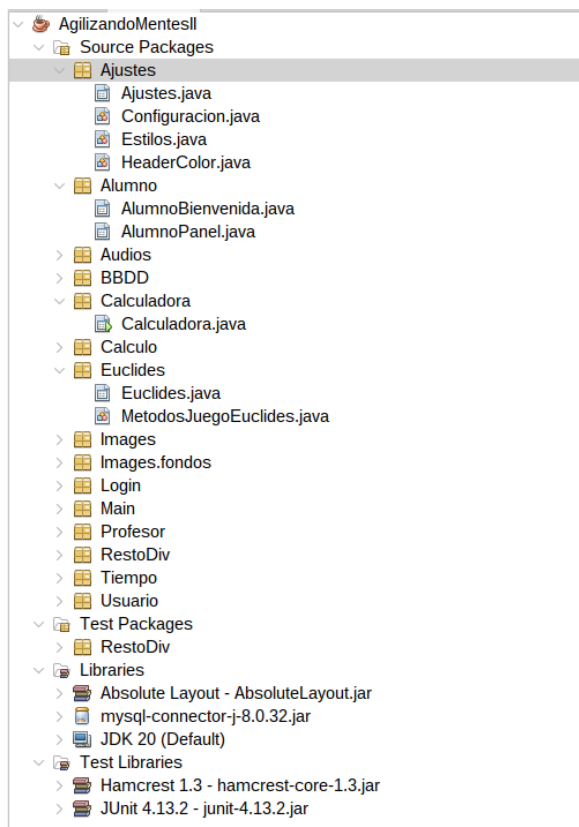 AgilizandoMentesII
Source Packages
Ajustes
Ajustes.java
Configuracion.java
Estilos.java
HeaderColor.java
Alumno
AlumnoBienvenida.java
AlumnoPanel.java
Audios
BBDD
Calculadora
Calculadora.java
Calculo
Euclides
Euclides.java
MetodosJuegoEuclides.java
Images
Images.fondos
Login
Main
Profesor
RestoDiv
Tiempo
Usuario
Test Packages
RestoDiv
Libraries
Absolute Layout - AbsoluteLayout.jar
mysql-connector-j-8.0.32.jar
JDK 20 (Default)
Test Libraries
Hamcrest 1.3 - hamcrest-core-1.3.jar
JUnit 4.13.2 - junit-4.13.2.jar